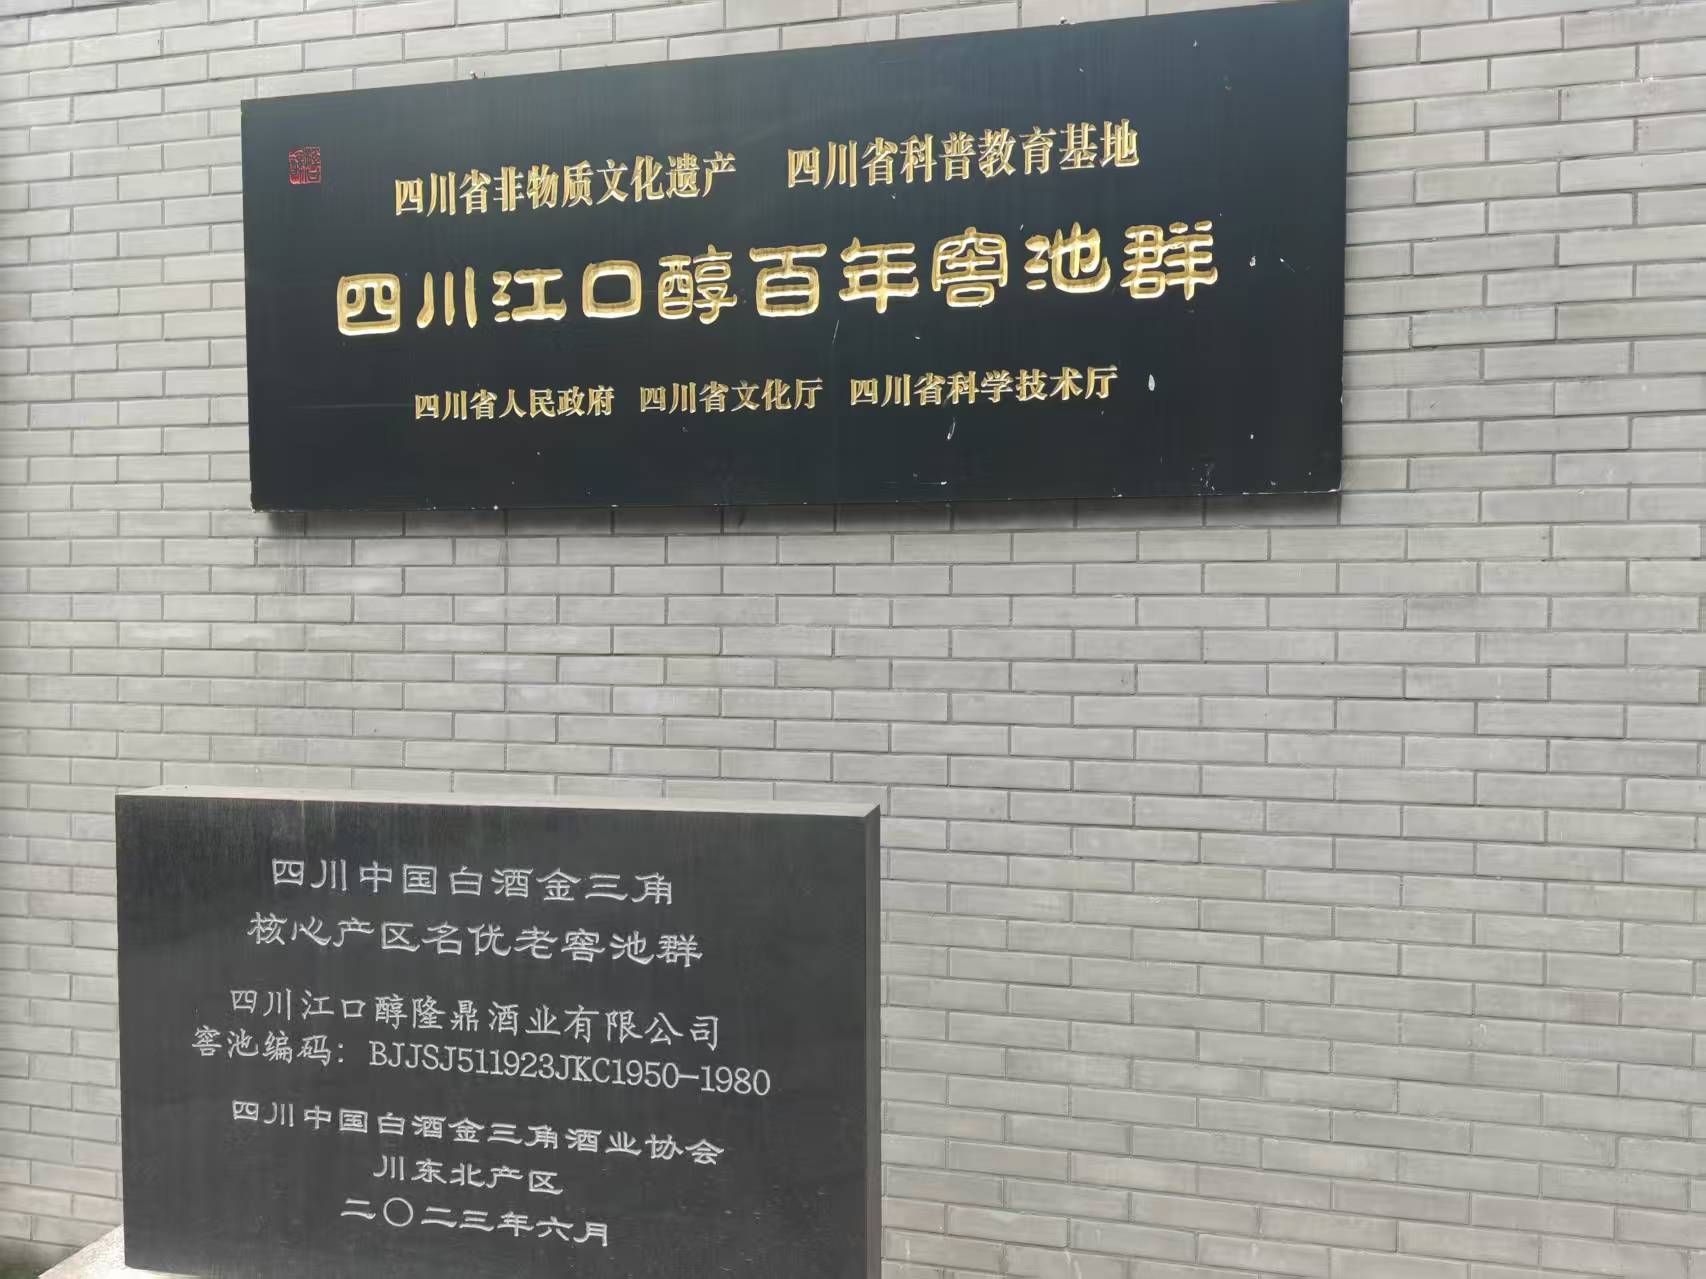 四川省非物质文化遗产 四川省科普教育基地
四川江口醇百年窖池群
四川省人民政府 四川省文化厅 四川省科学技术厅
四川中国白酒金三角
核心产区名优老窖池群
四川江口醇隆鼎酒业有限公司
窖池编码：BJJSJ511923JKC1950-1980
四川中国白酒金三角酒业协会
川东北产区
二〇二三年六月